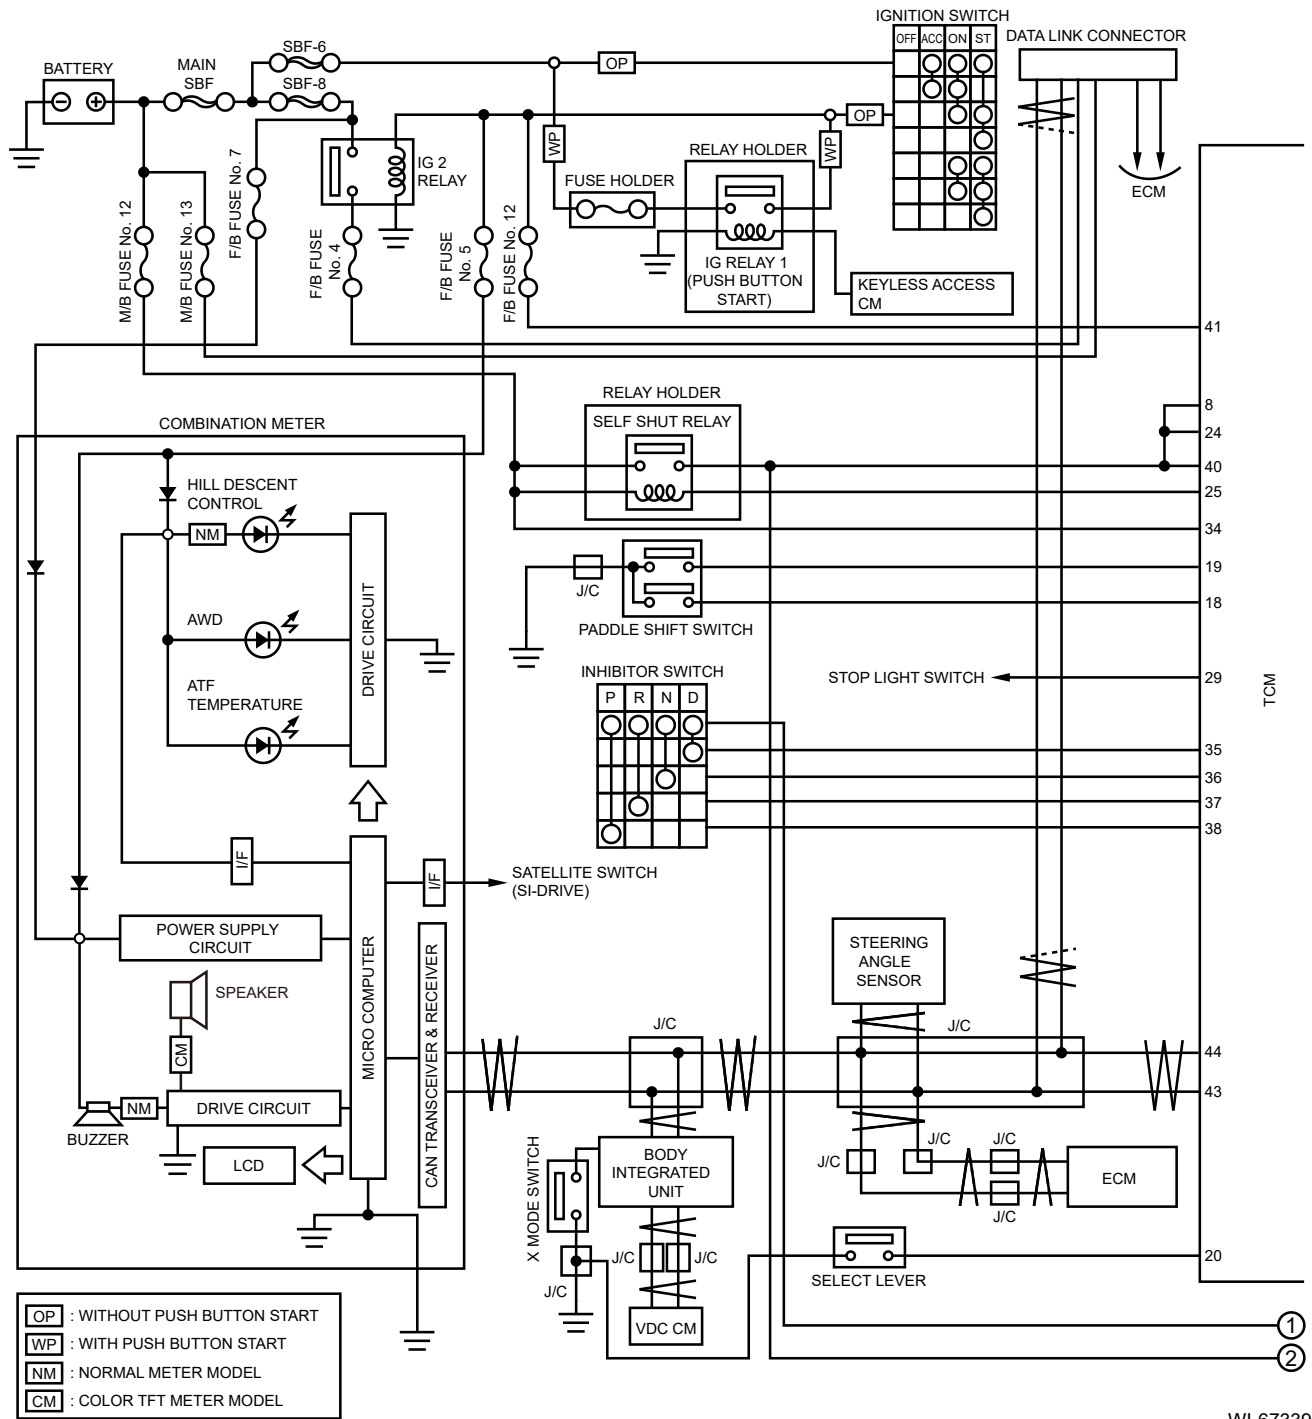 IGNITION SWITCH
OFF ACC ON ST
DATA LINK CONNECTOR
SBF-6
MAIN
SBF
SBF-8
BATTERY
OP
OP
WP
WP
ECM
IG 2
RELAY
RELAY HOLDER
FUSE HOLDER
IG RELAY 1
(PUSH BUTTON
START)
KEYLESS ACCESS
CM
M/B FUSE No. 12
M/B FUSE No. 13
F/B FUSE No. 7
F/B FUSE
No. 4
F/B FUSE
No. 5
F/B FUSE No. 12
41
RELAY HOLDER
SELF SHUT RELAY
8
24
40
25
34
COMBINATION METER
HILL DESCENT
CONTROL
NM
AWD
ATF
TEMPERATURE
DRIVE CIRCUIT
J/C
PADDLE SHIFT SWITCH
19
18
STOP LIGHT SWITCH
29
TCM
INHIBITOR SWITCH
P R N D
35
36
37
38
I/F
I/F
SATELLITE SWITCH
(SI-DRIVE)
POWER SUPPLY
CIRCUIT
MICRO COMPUTER
CAN TRANSCEIVER & RECEIVER
SPEAKER
CM
STEERING
ANGLE
SENSOR
J/C
J/C
44
43
BUZZER
NM
DRIVE CIRCUIT
LCD
X MODE SWITCH
BODY
INTEGRATED
UNIT
J/C
J/C
J/C
J/C
ECM
J/C
J/C
J/C
VDC CM
SELECT LEVER
20
1
2
OP : WITHOUT PUSH BUTTON START
WP : WITH PUSH BUTTON START
NM : NORMAL METER MODEL
CM : COLOR TFT METER MODEL